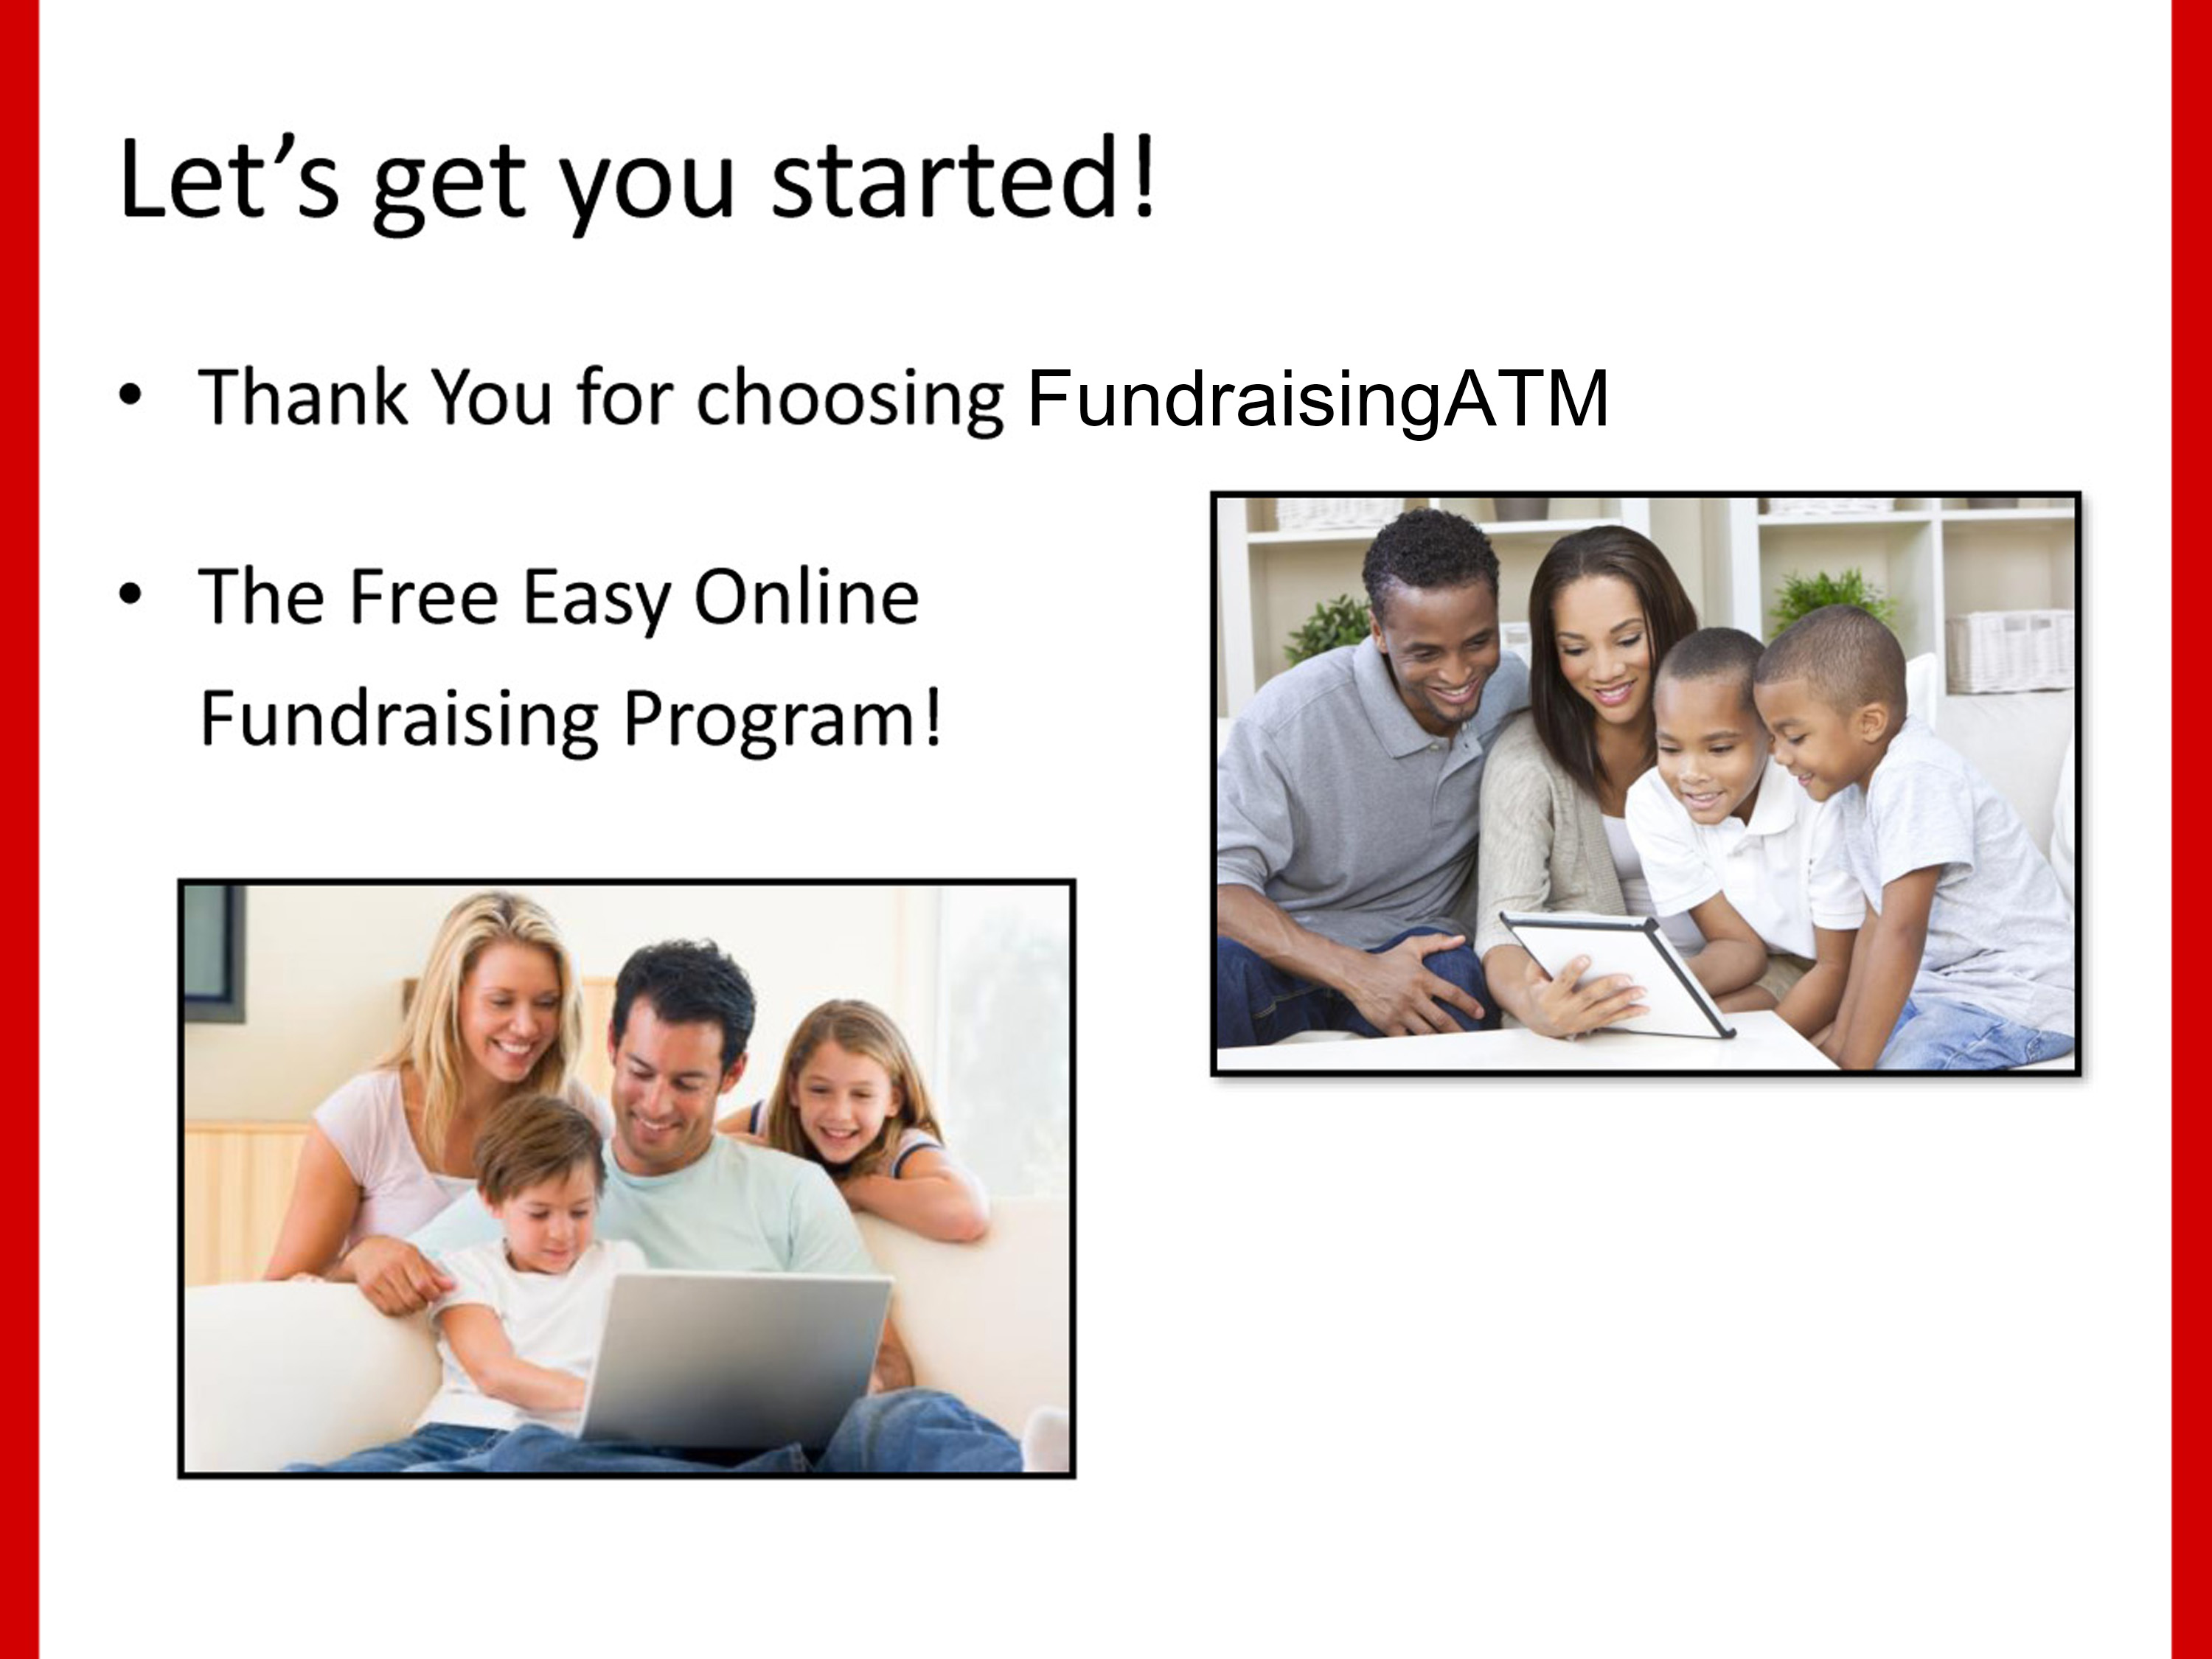 Let’s get you started!
• Thank You for choosing FundraisingATM
• The Free Easy Online
Fundraising Program!